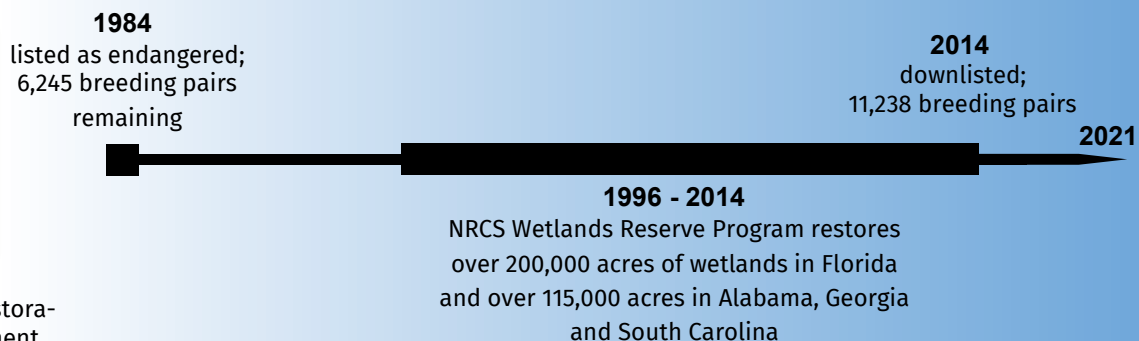 1984
listed as endangered;
6,245 breeding pairs
remaining
2014
downlisted;
11,238 breeding pairs
2021
1996 - 2014
NRCS Wetlands Reserve Program restores
over 200,000 acres of wetlands in Florida
and over 115,000 acres in Alabama, Georgia
and South Carolina
stora-